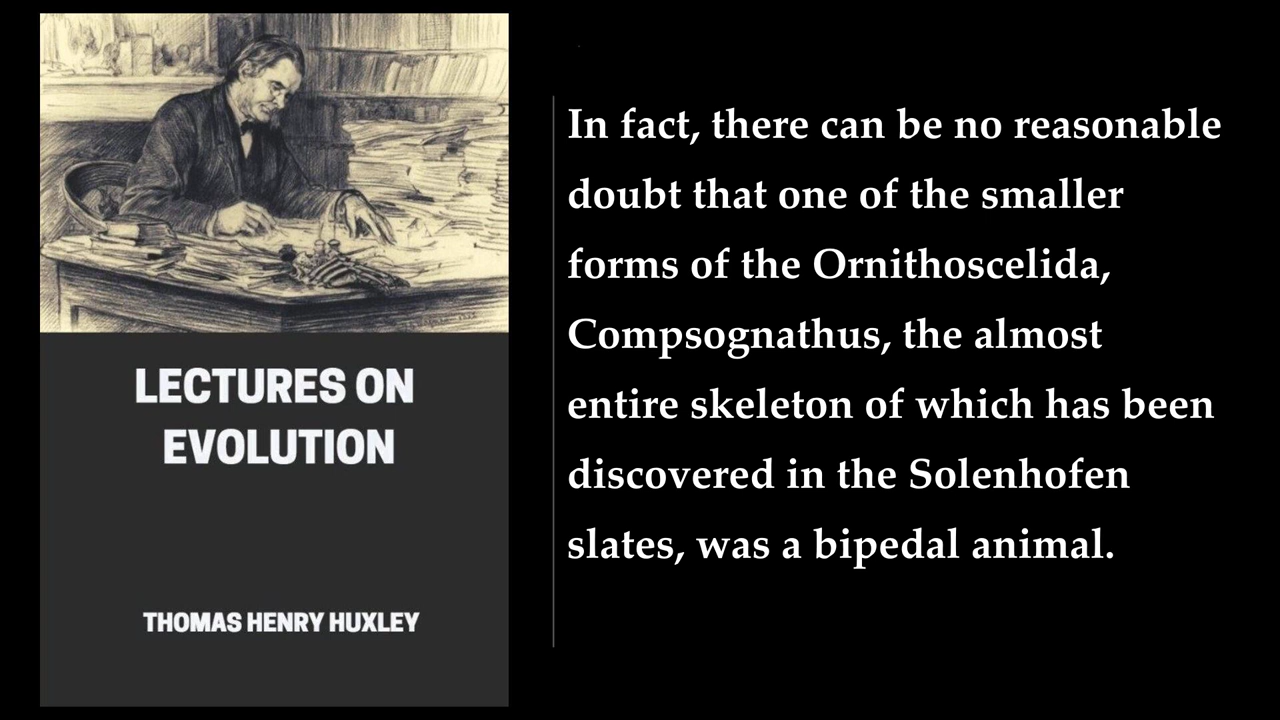 LECTURES ON
EVOLUTION
THOMAS HENRY HUXLEY
In fact, there can be no reasonable
doubt that one of the smaller
forms of the Ornithoscelida,
Compsognathus, the almost
entire skeleton of which has been
discovered in the Solenhofen
slates, was a bipedal animal.